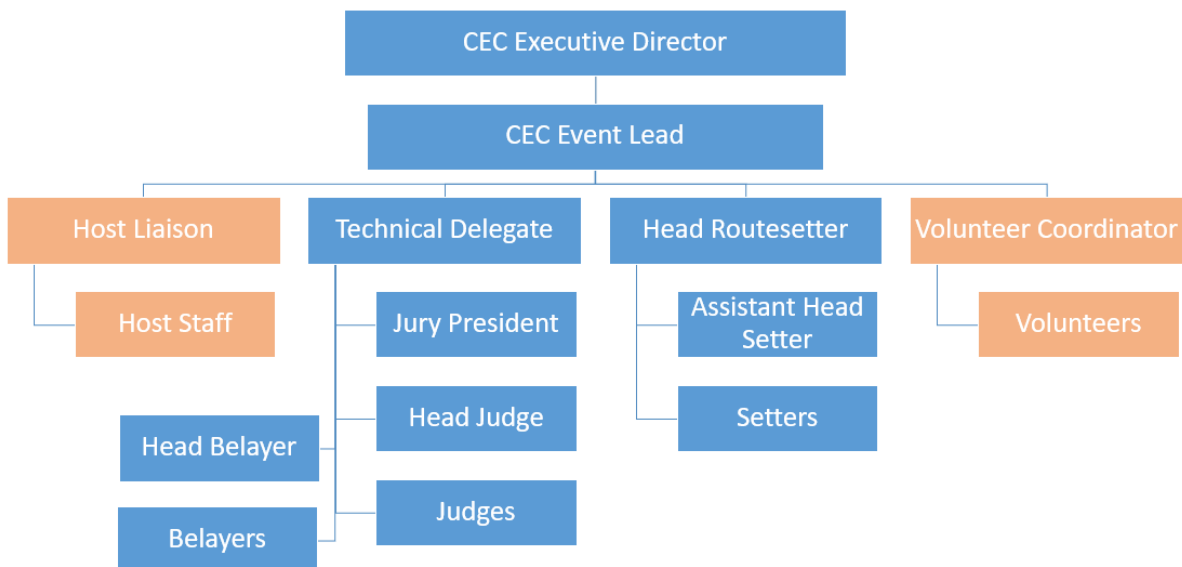 CEC Executive Director
CEC Event Lead
Host Liaison
Technical Delegate
Head Routesetter
Volunteer Coordinator
Host Staff
Jury President
Assistant Head
Setter
Volunteers
Head Belayer
Head Judge
Setters
Belayers
Judges